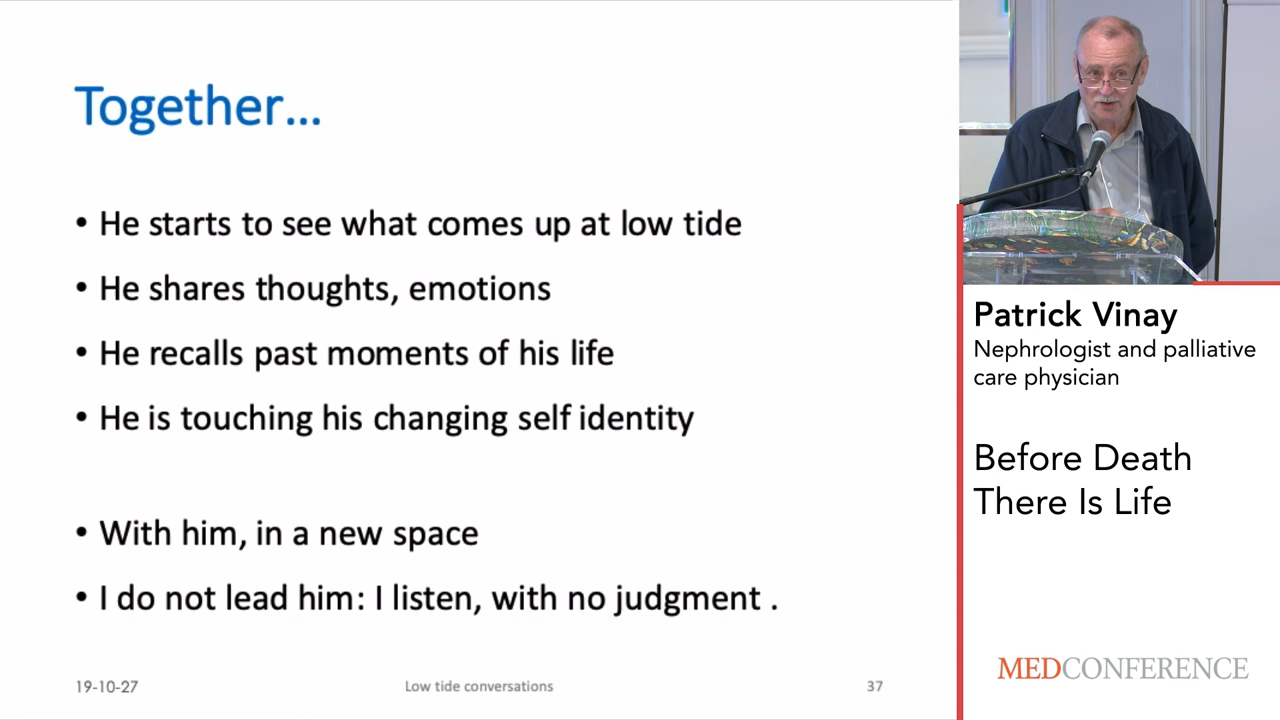 Together...
• He starts to see what comes up at low tide
• He shares thoughts, emotions
• He recalls past moments of his life
• He is touching his changing self identity
• With him, in a new space
• I do not lead him: I listen, with no judgment .
19-10-27
Low tide conversations
37
Patrick Vinay
Nephrologist and palliative
care physician
Before Death
There Is Life
MEDCONFERENCE